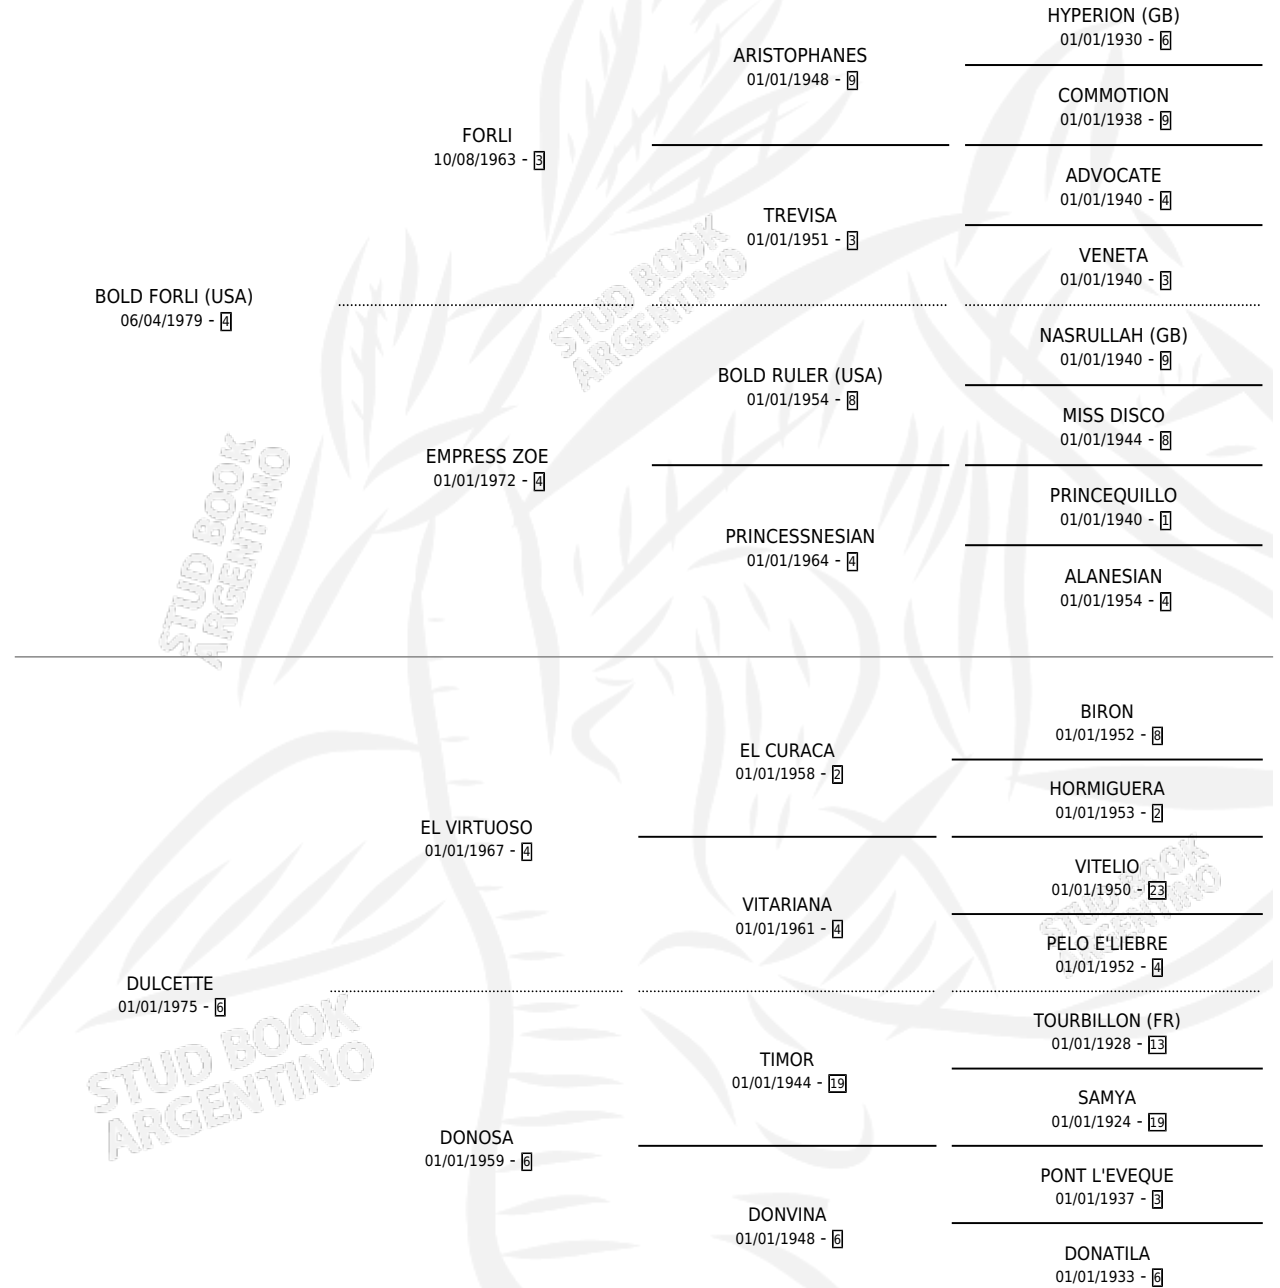 HYPERION (GB)
01/01/1930 - 6
ARISTOPHANES
01/01/1948 - 9
COMMOTION
01/01/1938 - 9
FORLI
10/08/1963 - 3
ADVOCATE
01/01/1940 - 4
TREVISA
01/01/1951 - 3
VENETA
01/01/1940 - 3
BOLD FORLI (USA)
06/04/1979 - 4
NASRULLAH (GB)
01/01/1940 - 9
BOLD RULER (USA)
01/01/1954 - 8
MISS DISCO
01/01/1944 - 8
EMPRESS ZOE
01/01/1972 - 4
PRINCEQUILLO
01/01/1940 - 1
PRINCESSNESIAN
01/01/1964 - 4
ALANESIAN
01/01/1954 - 4
BIRON
01/01/1952 - 8
EL CURACA
01/01/1958 - 2
HORMIGUERA
01/01/1953 - 2
EL VIRTUOSO
01/01/1967 - 4
VITELIO
01/01/1950 - 23
VITARIANA
01/01/1961 - 4
PELO E'LIEBRE
01/01/1952 - 4
DULCETTE
01/01/1975 - 6
TOURBILLON (FR)
01/01/1928 - 13
TIMOR
01/01/1944 - 19
SAMYA
01/01/1924 - 19
DONOSA
01/01/1959 - 6
PONT L'EVEQUE
01/01/1937 - 3
DONVINA
01/01/1948 - 6
DONATILA
01/01/1933 - 6
STUD BOOK
ARGENTINO
STUD BOOK
ARGENTINO
STUD BOOK
ARGENTINO
STUD BOOK
ARGENTINO